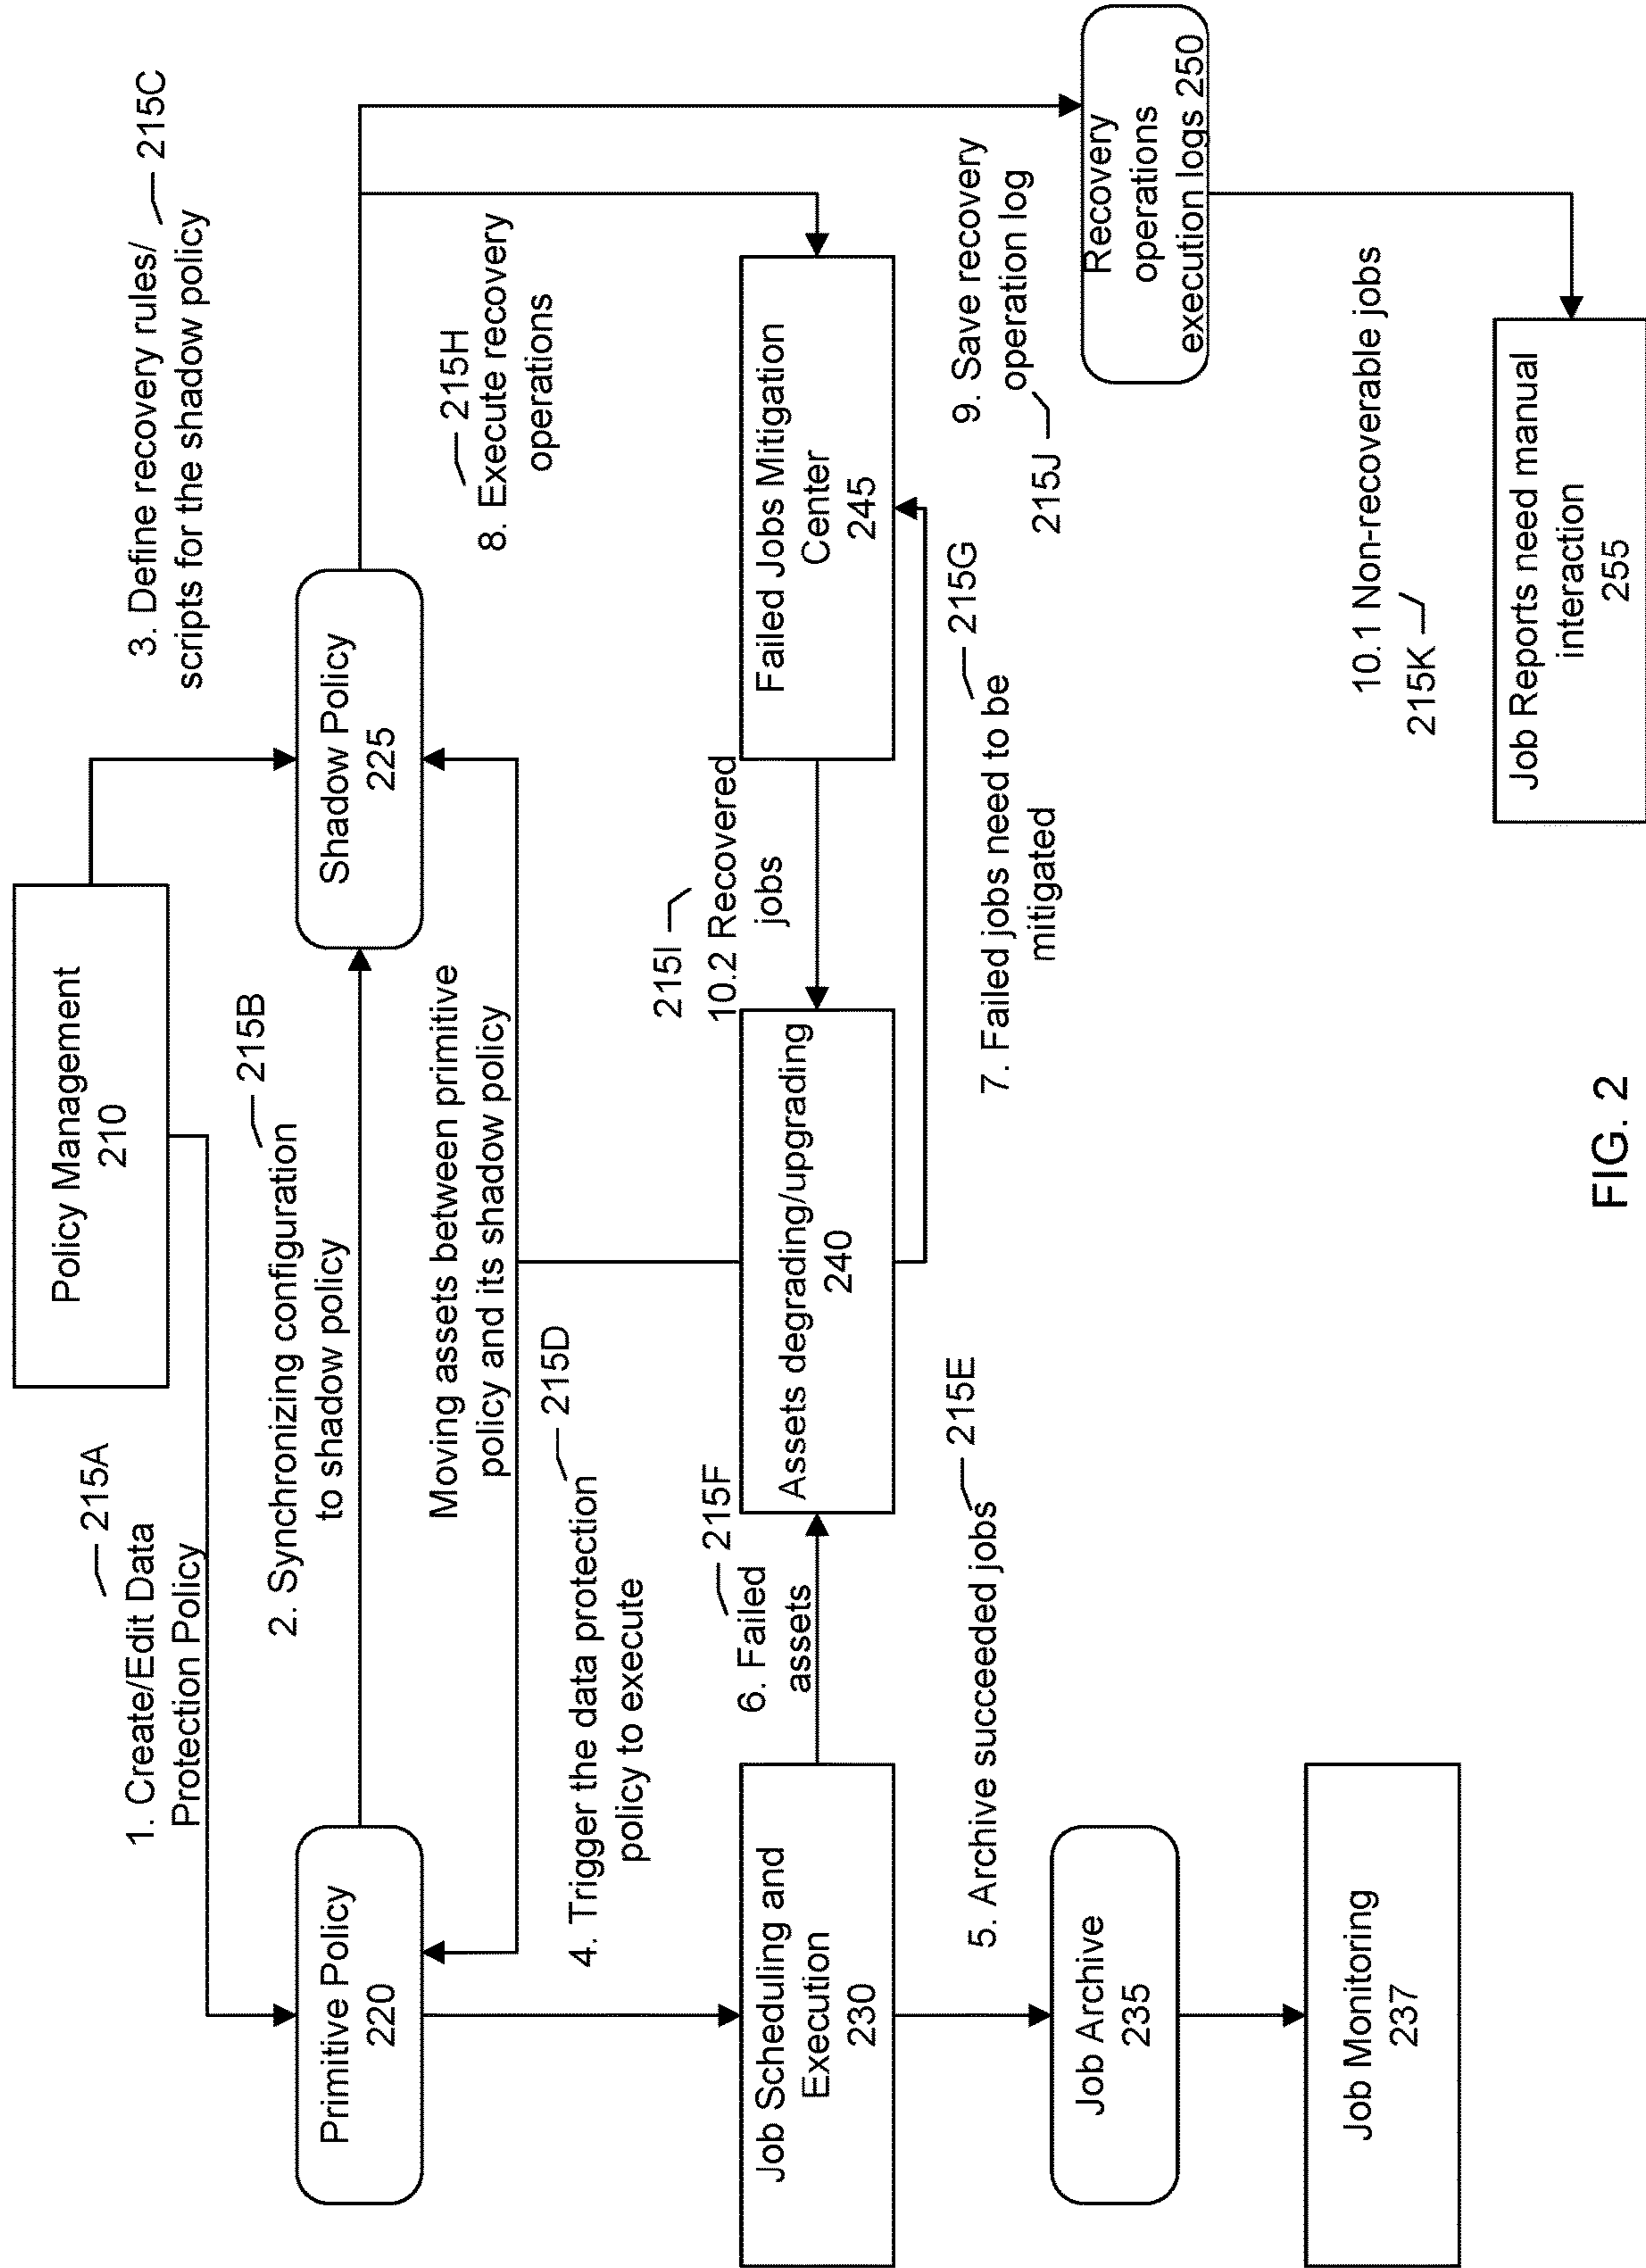 Policy Management
210
215A
1. Create/Edit Data
Protection Policy
3. Define recovery rules/
215C
scripts for the shadow policy
215B
2. Synchronizing configuration
to shadow policy
Primitive Policy
220
Shadow Policy
225
Moving assets between primitive
policy and its shadow policy
215H
8. Execute recovery
operations
4. Trigger the data protection
215D
policy to execute
215F
6. Failed
assets
215I
10.2 Recovered
jobs
Job Scheduling and
Execution
230
Assets degrading/upgrading
240
Failed Jobs Mitigation
Center
245
9. Save recovery
operation log
215J
5. Archive succeeded jobs
215E
215G
7. Failed jobs need to be
mitigated
Job Archive
235
Recovery
operations
execution logs 250
Job Monitoring
237
10.1 Non-recoverable jobs
215K
Job Reports need manual
interaction
255
FIG. 2